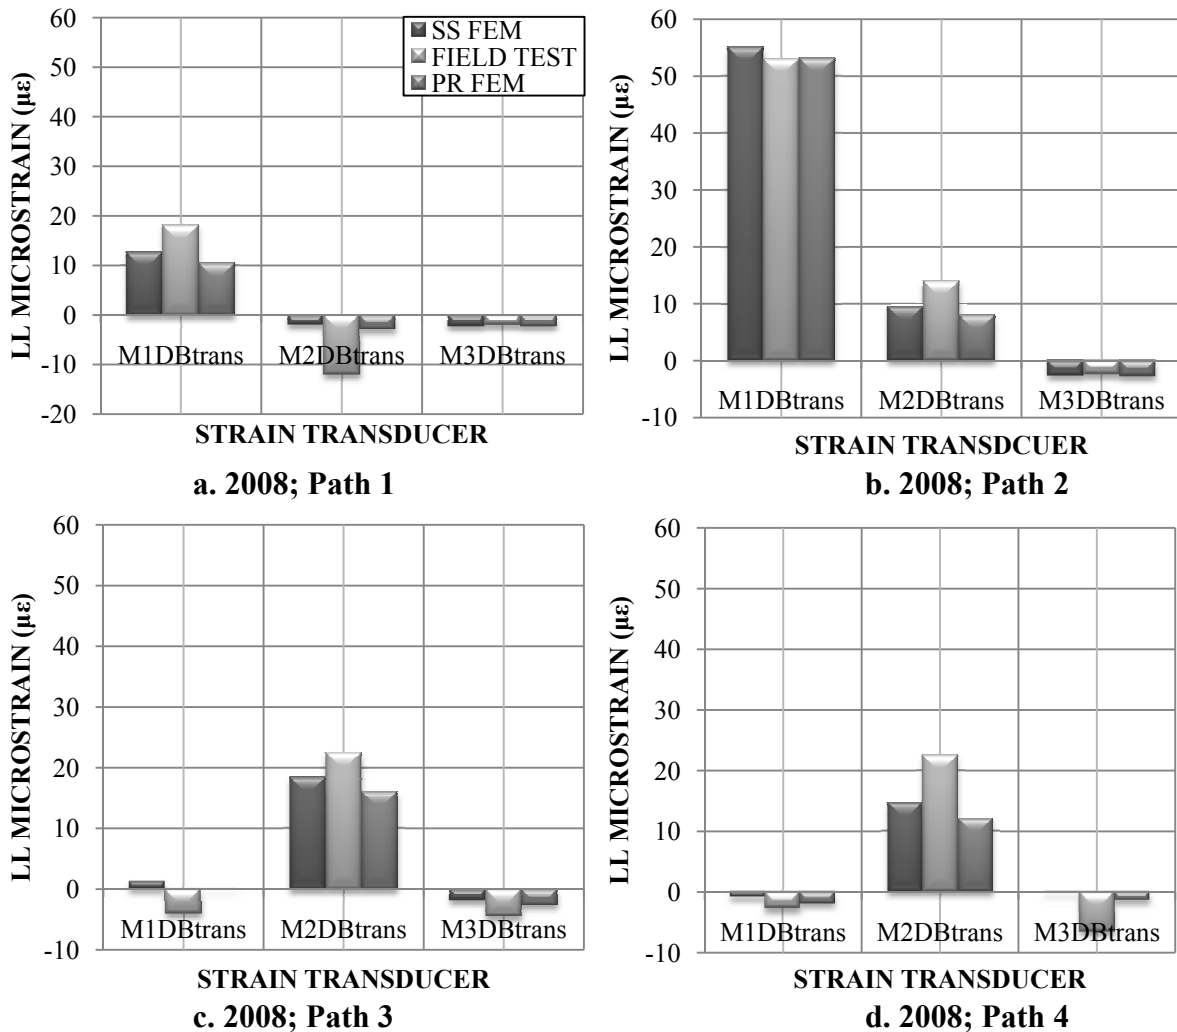 LL MICROSTRAIN (µε)
60
50
40
30
20
10
0
-10
-20
SS FEM
FIELD TEST
PR FEM
M1DBtrans M2DBtrans M3DBtrans
STRAIN TRANSDUCER
a. 2008; Path 1
LL MICROSTRAIN (µε)
60
50
40
30
20
10
0
-10
M1DBtrans M2DBtrans M3DBtrans
STRAIN TRANSDCUER
b. 2008; Path 2
LL MICROSTRAIN (µε)
60
50
40
30
20
10
0
-10
M1DBtrans M2DBtrans M3DBtrans
STRAIN TRANSDUCER
c. 2008; Path 3
LL MICROSTRAIN (µε)
60
50
40
30
20
10
0
-10
M1DBtrans M2DBtrans M3DBtrans
STRAIN TRANSDUCER
d. 2008; Path 4